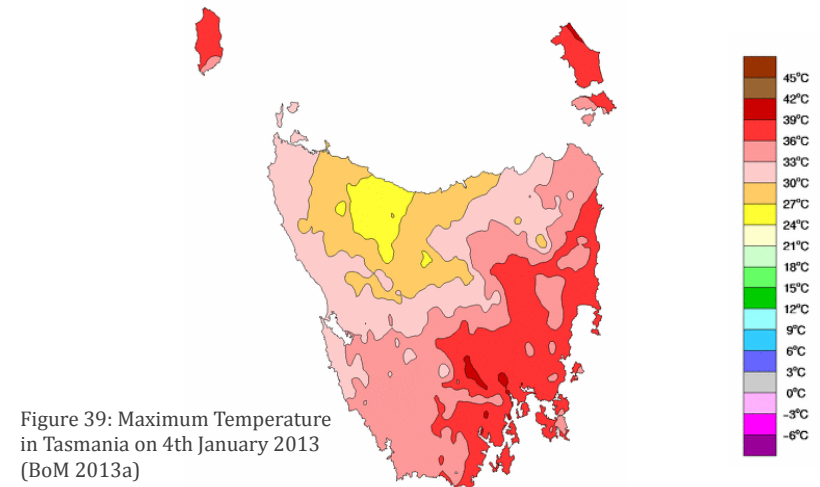 45°C
42°C
39°C
36°C
33°C
30°C
27°C
24°C
21°C
18°C
15°C
12°C
9°C
6°C
3°C
0°C
-3°C
-6°C
Figure 39: Maximum Temperature
in Tasmania on 4th January 2013
(BoM 2013a)